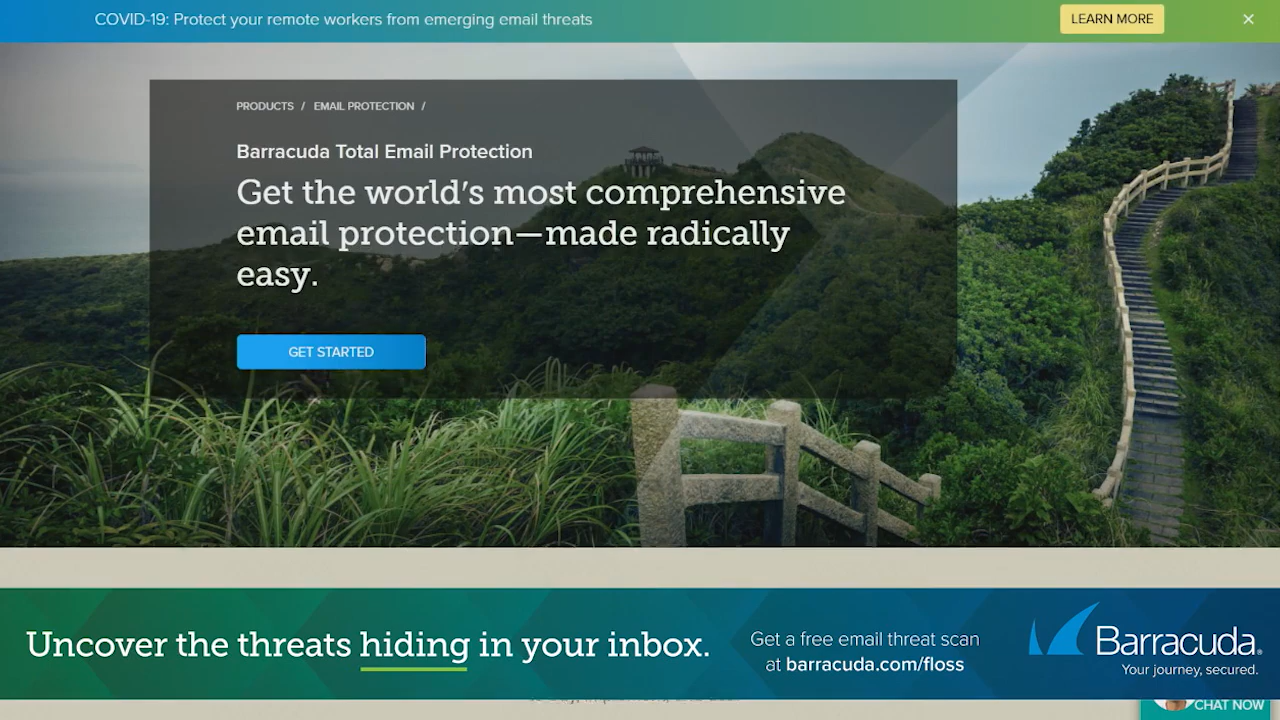 COVID-19: Protect your remote workers from emerging email threats
LEARN MORE
PRODUCTS / EMAIL PROTECTION /
Barracuda Total Email Protection
Get the world's most comprehensive
email protection—made radically
easy.
GET STARTED
Uncover the threats hiding in your inbox.
Get a free email threat scan
at barracuda.com/floss
Barracuda®
Your journey, secured.
CHAT NOW